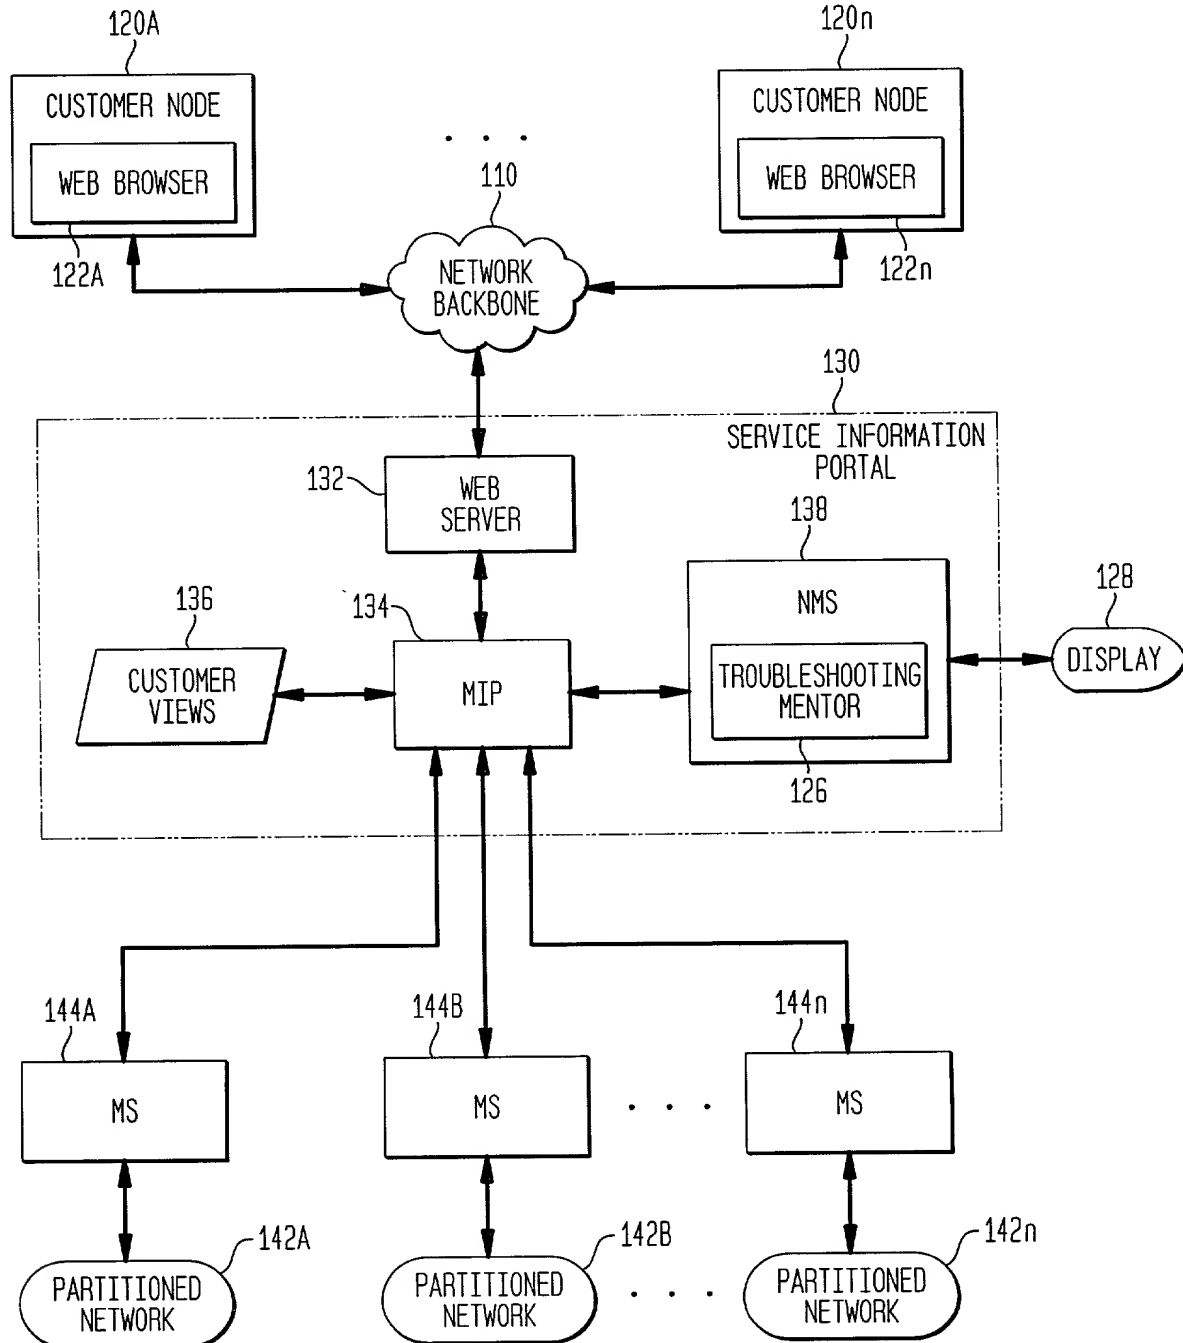 120A
120n
CUSTOMER NODE
WEB BROWSER
122A
CUSTOMER NODE
WEB BROWSER
122n
110
NETWORK
BACKBONE
130
SERVICE INFORMATION
PORTAL
132
WEB
SERVER
138
NMS
TROUBLESHOOTING
MENTOR
126
128
DISPLAY
136
CUSTOMER
VIEWS
134
MIP
144A
MS
144B
MS
144n
MS
142A
PARTITIONED
NETWORK
142B
PARTITIONED
NETWORK
142n
PARTITIONED
NETWORK